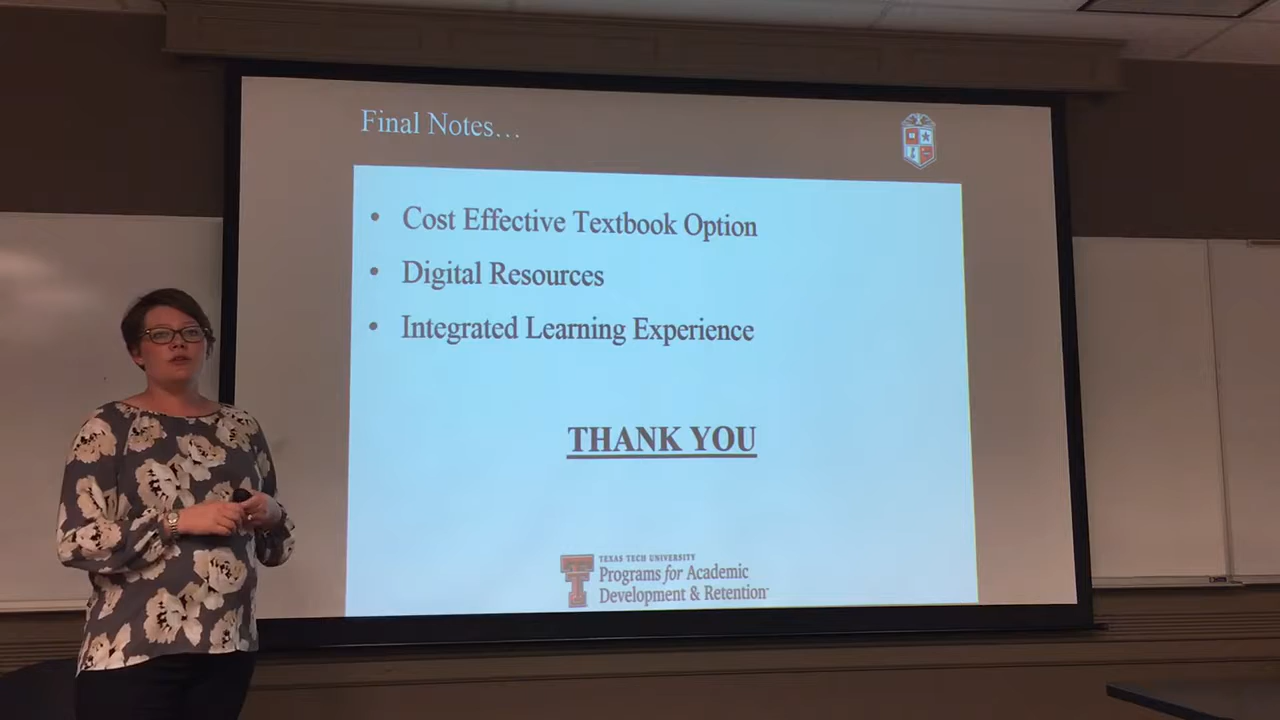 Final Notes…
• Cost Effective Textbook Option
• Digital Resources
• Integrated Learning Experience
THANK YOU
TEXAS TECH UNIVERSITY
Programs for Academic
Development & Retention